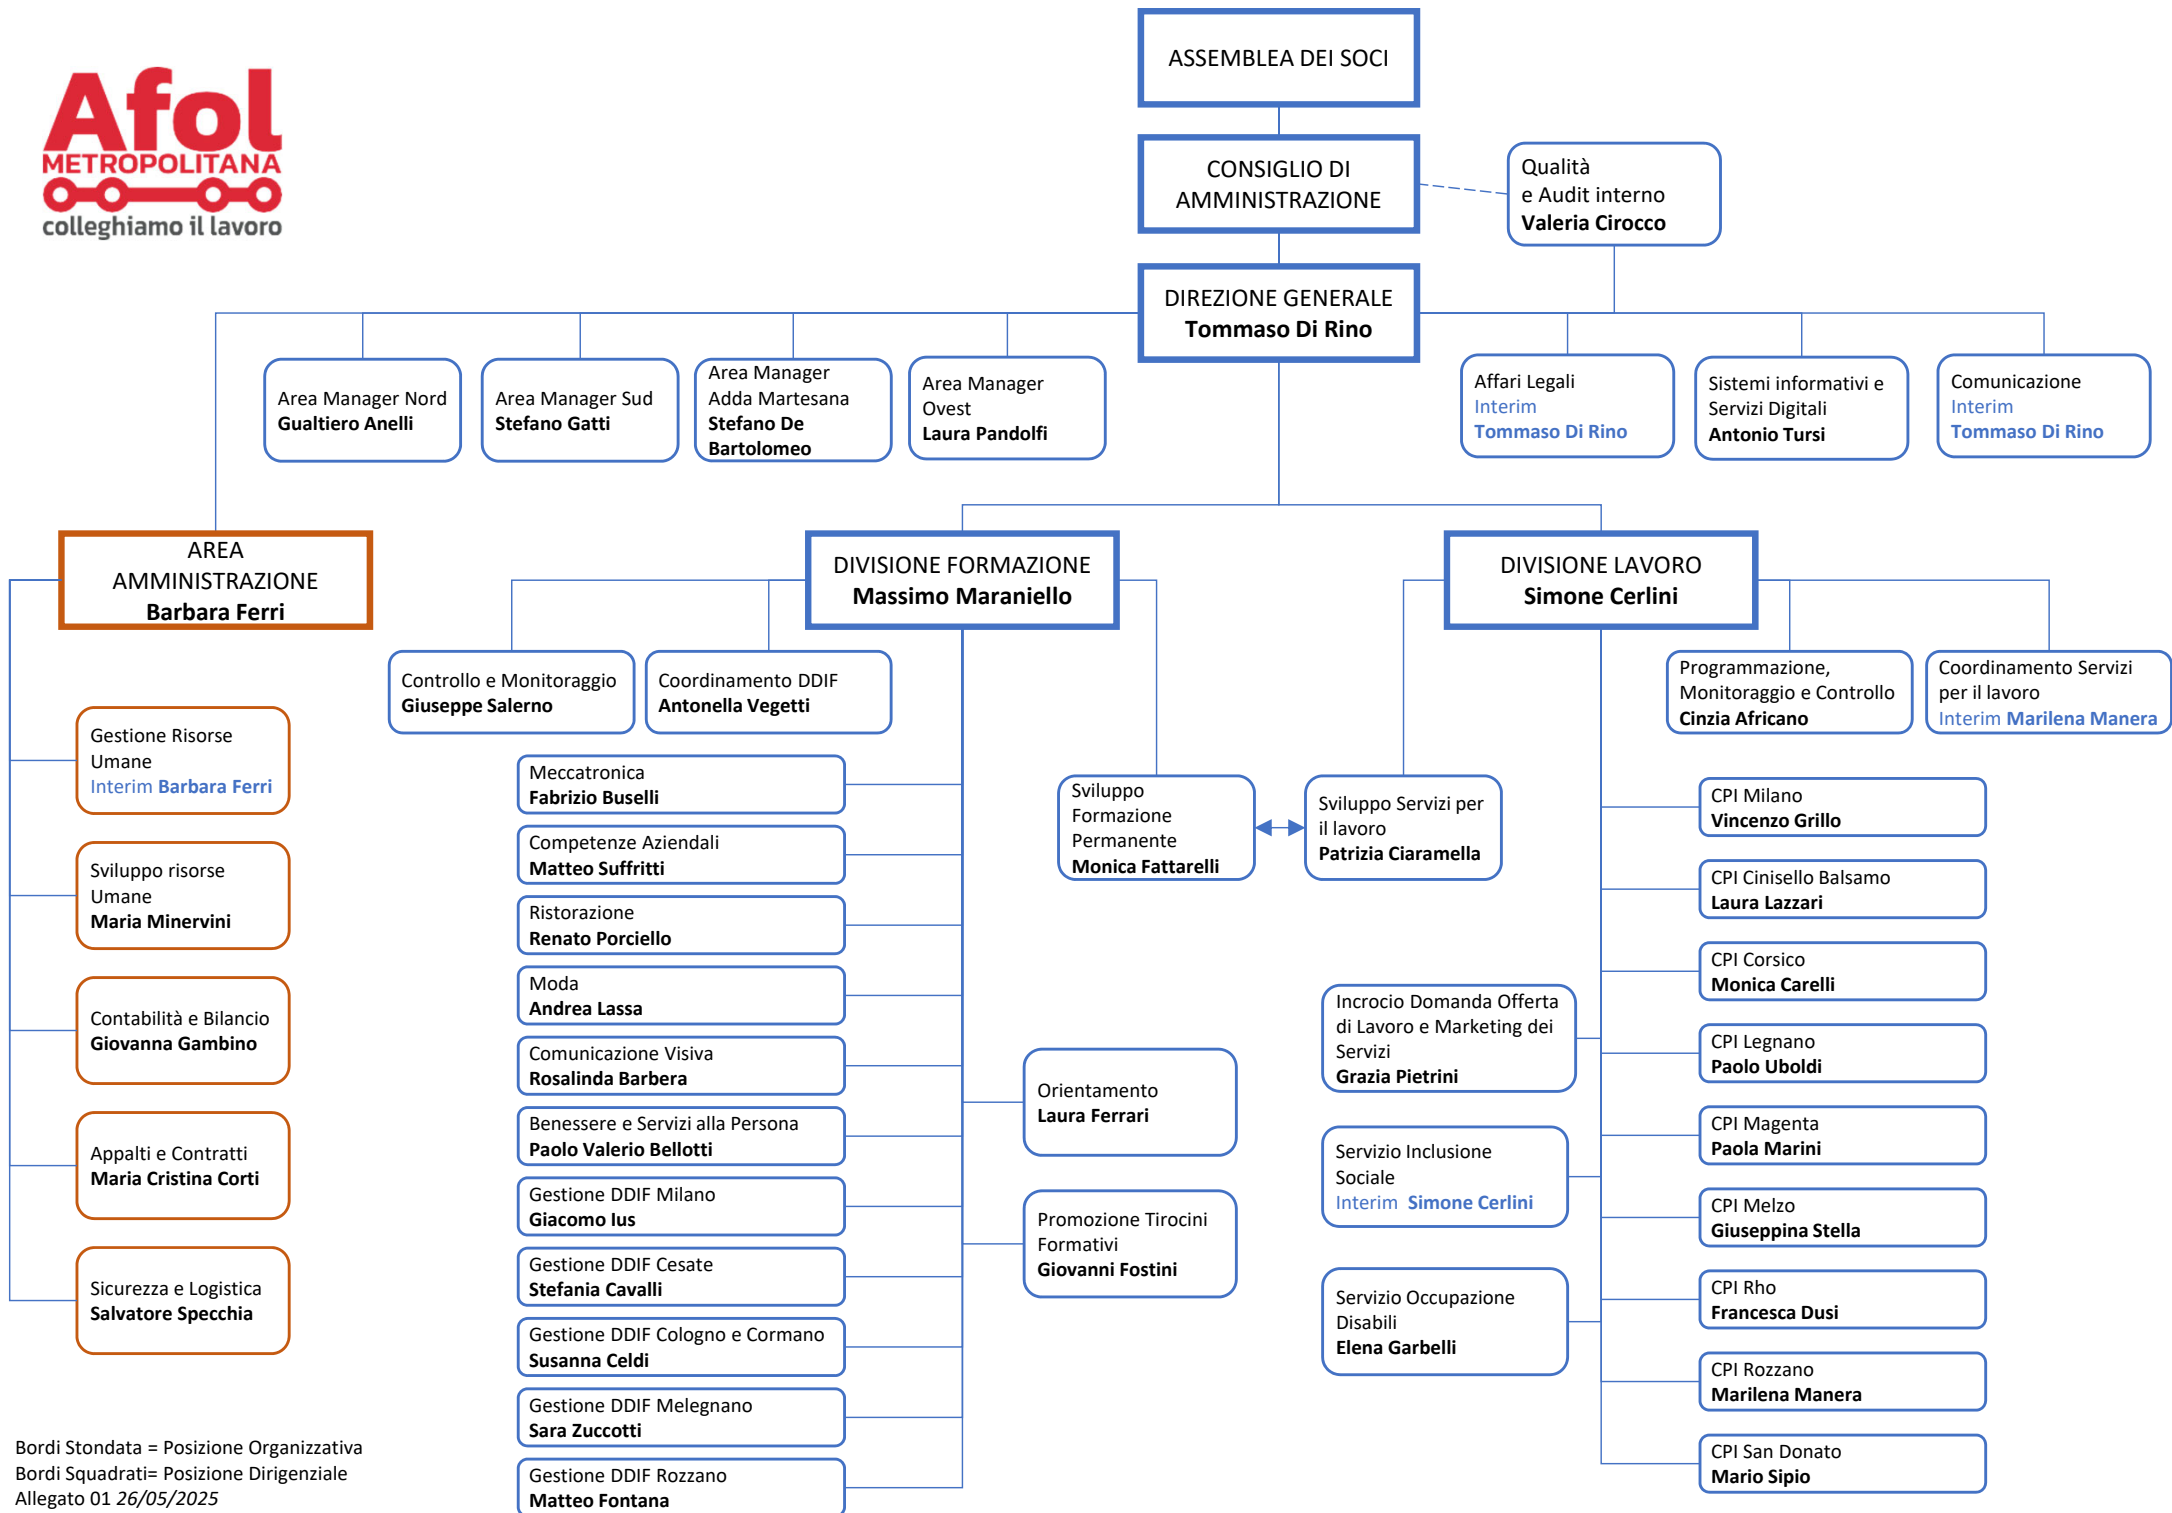 Afol
METROPOLITANA
colleghiamo il lavoro
ASSEMBLEA DEI SOCI
CONSIGLIO DI
AMMINISTRAZIONE
Qualità
e Audit interno
Valeria Cirocco
DIREZIONE GENERALE
Tommaso Di Rino
Area Manager Nord
Gualtiero Anelli
Area Manager Sud
Stefano Gatti
Area Manager
Adda Martesana
Stefano De
Bartolomeo
Area Manager
Ovest
Laura Pandolfi
Affari Legali
Interim
Tommaso Di Rino
Sistemi informativi e
Servizi Digitali
Antonio Tursi
Comunicazione
Interim
Tommaso Di Rino
AREA
AMMINISTRAZIONE
Barbara Ferri
DIVISIONE FORMAZIONE
Massimo Maraniello
DIVISIONE LAVORO
Simone Cerlini
Controllo e Monitoraggio
Giuseppe Salerno
Coordinamento DDIF
Antonella Vegetti
Programmazione,
Monitoraggio e Controllo
Cinzia Africano
Coordinamento Servizi
per il lavoro
Interim Marilena Manera
Gestione Risorse
Umane
Interim Barbara Ferri
Sviluppo risorse
Umane
Maria Minervini
Contabilità e Bilancio
Giovanna Gambino
Appalti e Contratti
Maria Cristina Corti
Sicurezza e Logistica
Salvatore Specchia
Meccatronica
Fabrizio Buselli
Competenze Aziendali
Matteo Suffritti
Ristorazione
Renato Porciello
Moda
Andrea Lassa
Comunicazione Visiva
Rosalinda Barbera
Benessere e Servizi alla Persona
Paolo Valerio Bellotti
Gestione DDIF Milano
Giacomo Ius
Gestione DDIF Cesate
Stefania Cavalli
Gestione DDIF Cologno e Cormano
Susanna Celdi
Gestione DDIF Melegnano
Sara Zuccotti
Gestione DDIF Rozzano
Matteo Fontana
Sviluppo
Formazione
Permanente
Monica Fattarelli
Sviluppo Servizi per
il lavoro
Patrizia Ciaramella
Orientamento
Laura Ferrari
Promozione Tirocini
Formativi
Giovanni Fostini
Incrocio Domanda Offerta
di Lavoro e Marketing dei
Servizi
Grazia Pietrini
Servizio Inclusione
Sociale
Interim Simone Cerlini
Servizio Occupazione
Disabili
Elena Garbelli
CPI Milano
Vincenzo Grillo
CPI Cinisello Balsamo
Laura Lazzari
CPI Corsico
Monica Carelli
CPI Legnano
Paolo Uboldi
CPI Magenta
Paola Marini
CPI Melzo
Giuseppina Stella
CPI Rho
Francesca Dusi
CPI Rozzano
Marilena Manera
CPI San Donato
Mario Sipio
Bordi Stondata = Posizione Organizzativa
Bordi Squadrati= Posizione Dirigenziale
Allegato 01 26/05/2025